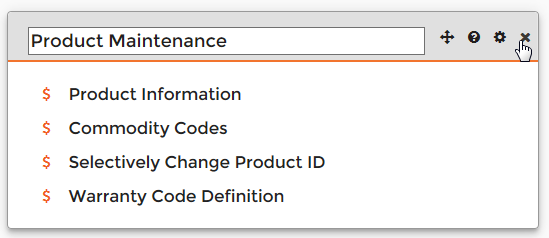 Product Maintenance
$ Product Information
$ Commodity Codes
$ Selectively Change Product ID
$ Warranty Code Definition